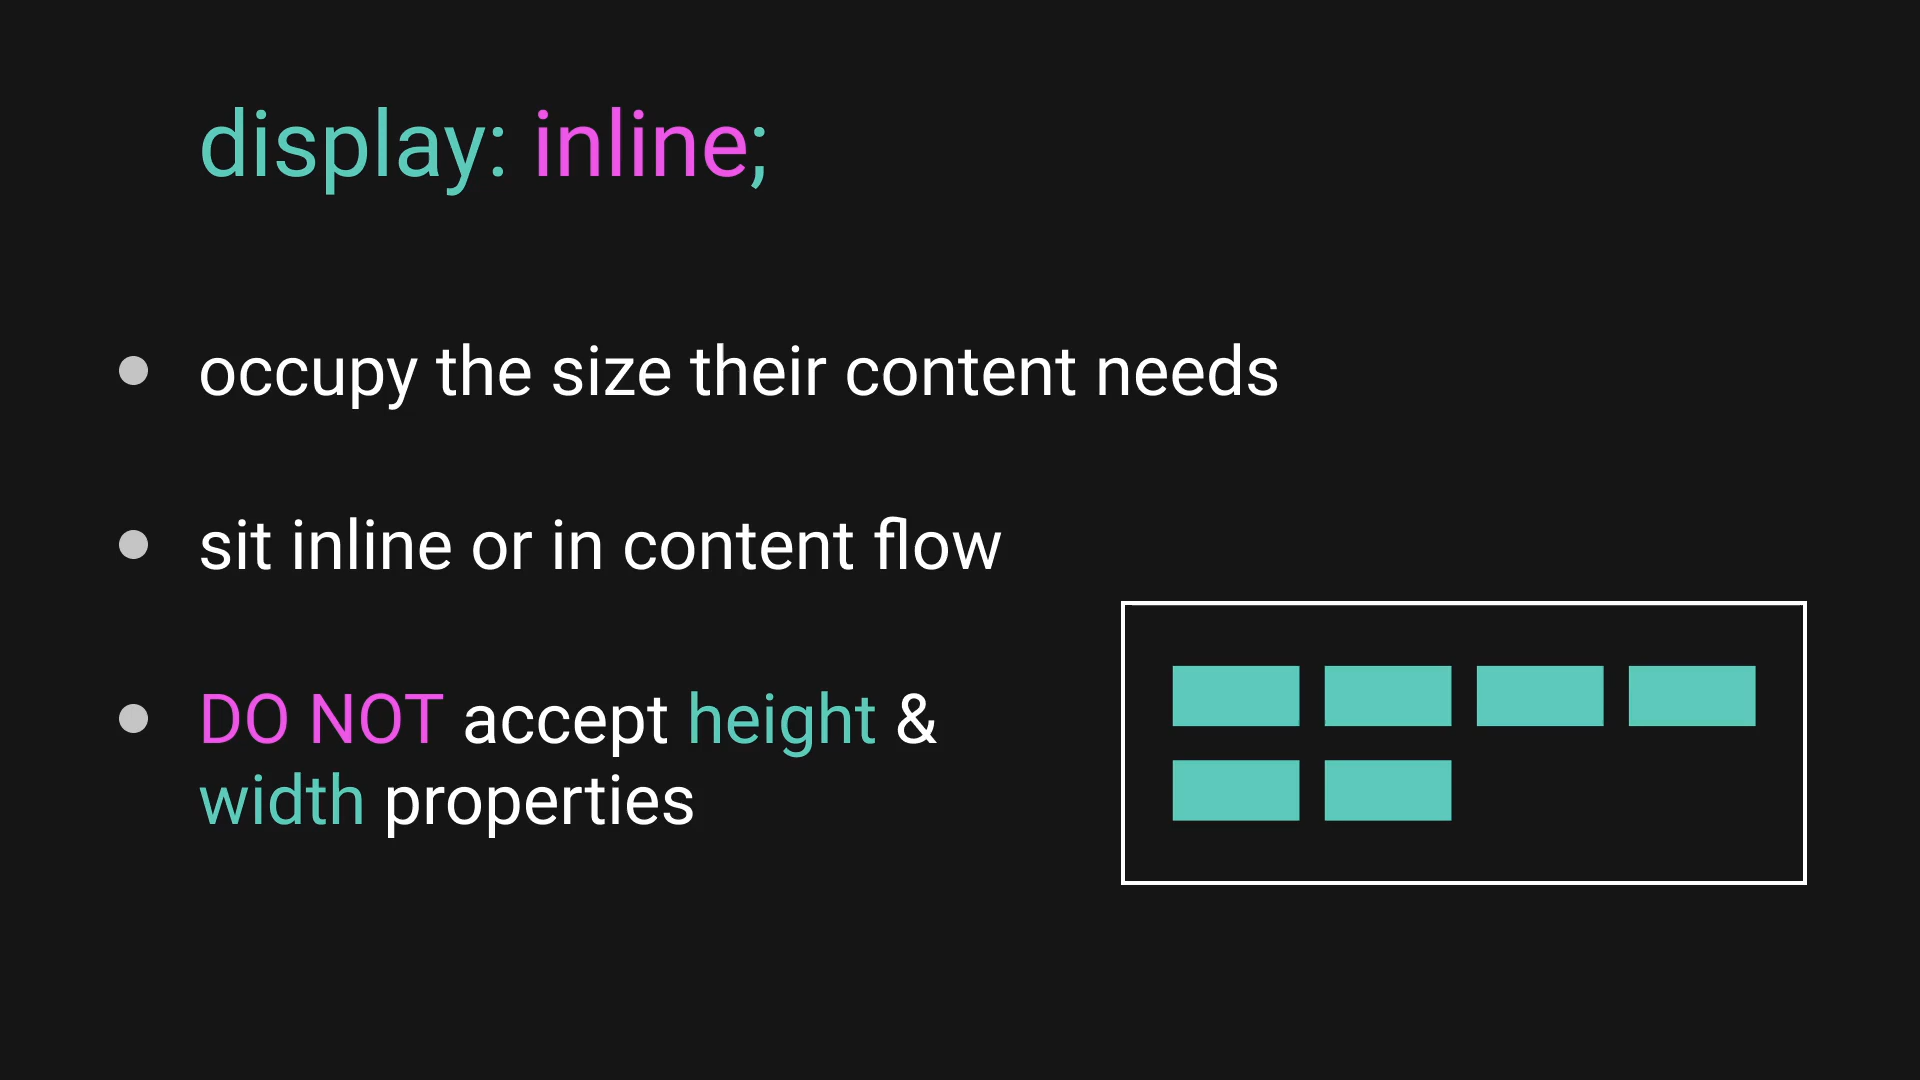 display: inline;
occupy the size their content needs
sit inline or in content flow
DO NOT accept height &
width properties